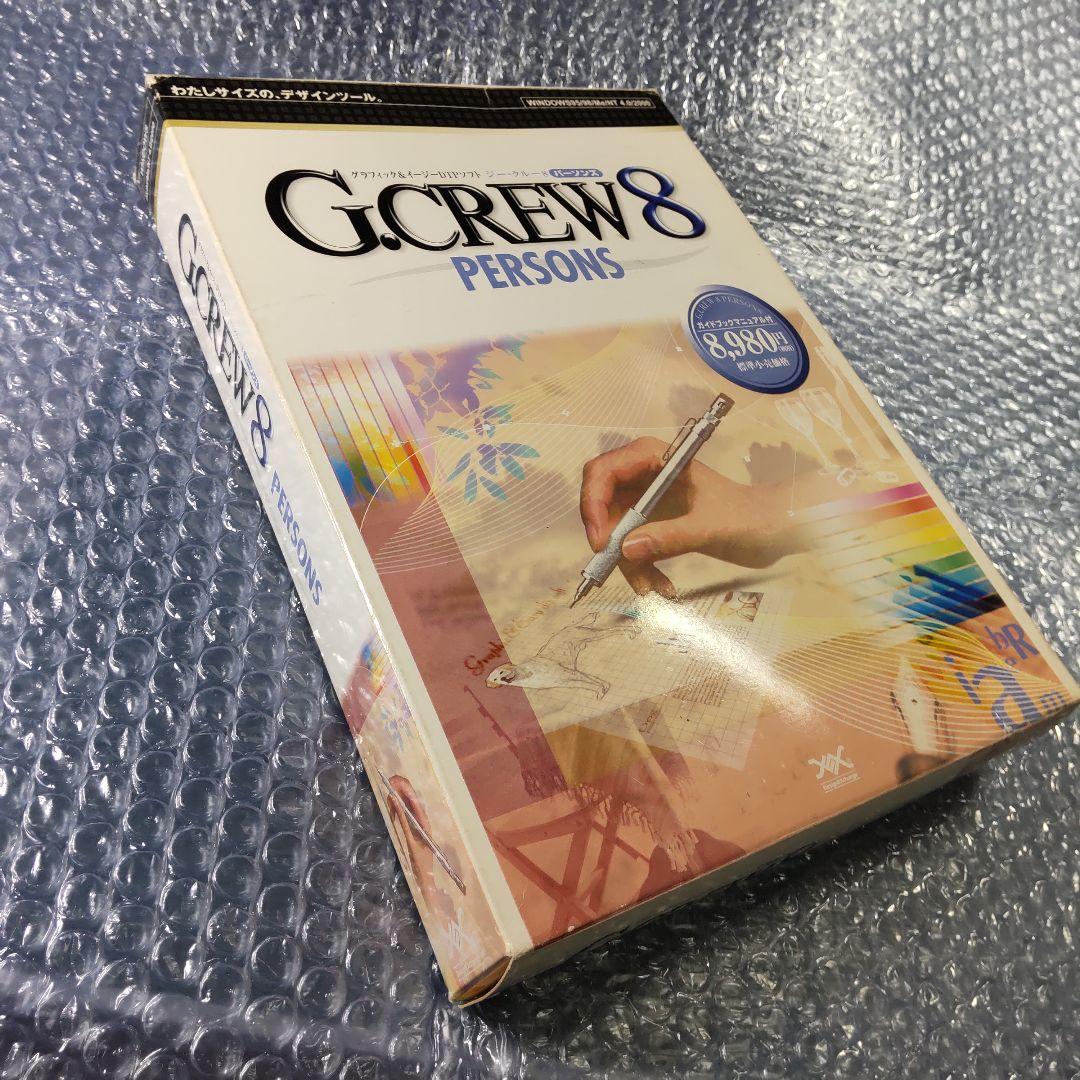 わたしサイズの、デザインツール。
WINDOWS95/98/Me/NT 4.0/2000
グラフィック&イージーDTPソフト ジー・クルー8 パーソンズ
G.CREW 8
PERSONS
G.CREW 8 PERSONS
ガイドブックマニュアル付
8,980円
標準小売価格
G.CREW 8
PERSONS
a
R